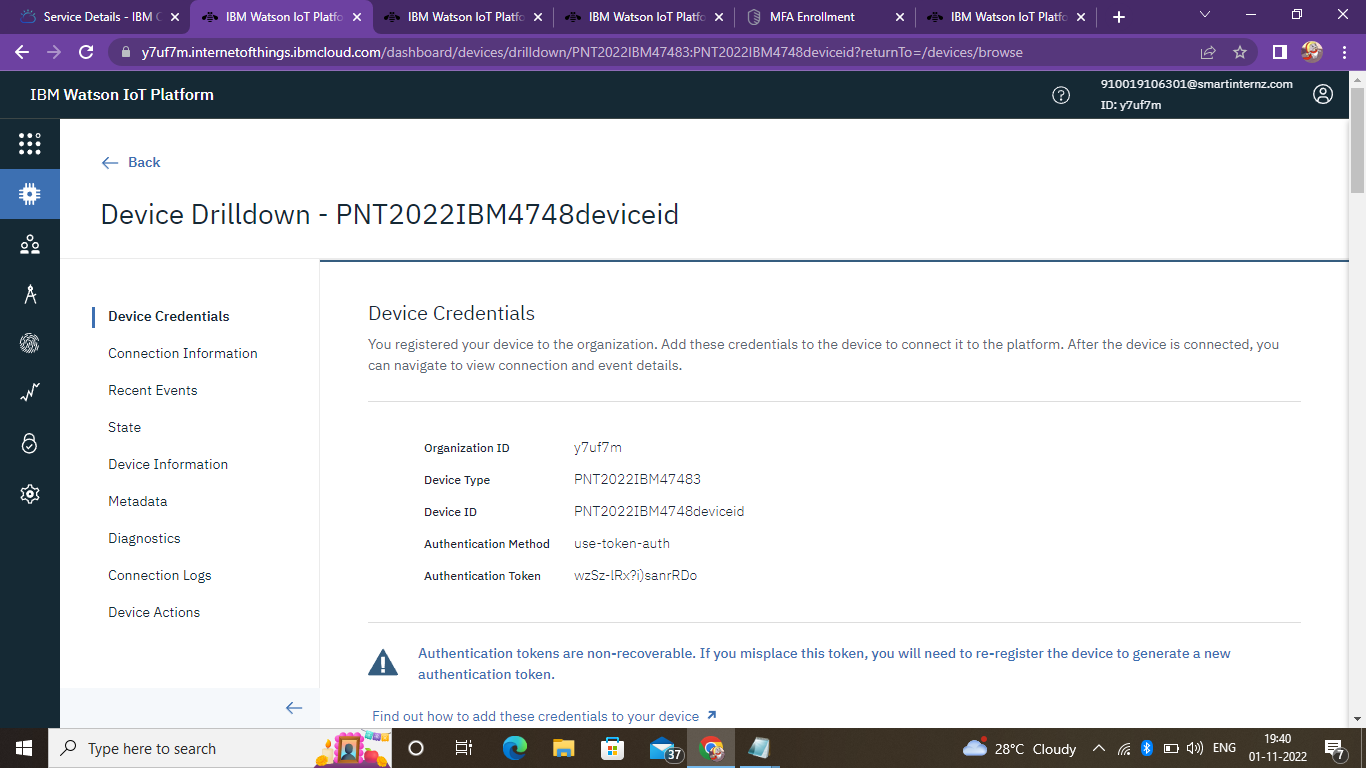 Service Details - IBM C
IBM Watson IoT Platfo
IBM Watson IoT Platfo
IBM Watson IoT Platfo
MFA Enrollment
IBM Watson IoT Platfo
y7uf7m.internetofthings.ibmcloud.com/dashboard/devices/drilldown/PNT2022IBM47483:PNT2022IBM4748deviceid?returnTo=/devices/browse
IBM Watson IoT Platform
910019106301@smartinternz.com
ID: y7uf7m
Back
Device Drilldown - PNT2022IBM4748deviceid
Device Credentials
Connection Information
Recent Events
State
Device Information
Metadata
Diagnostics
Connection Logs
Device Actions
Device Credentials
You registered your device to the organization. Add these credentials to the device to connect it to the platform. After the device is connected, you
can navigate to view connection and event details.
Organization ID y7uf7m
Device Type PNT2022IBM47483
Device ID PNT2022IBM4748deviceid
Authentication Method use-token-auth
Authentication Token wzSz-lRx?i)sanrRDo
Authentication tokens are non-recoverable. If you misplace this token, you will need to re-register the device to generate a new
authentication token.
Find out how to add these credentials to your device
Type here to search
37
28°C Cloudy
ENG
19:40
01-11-2022
7